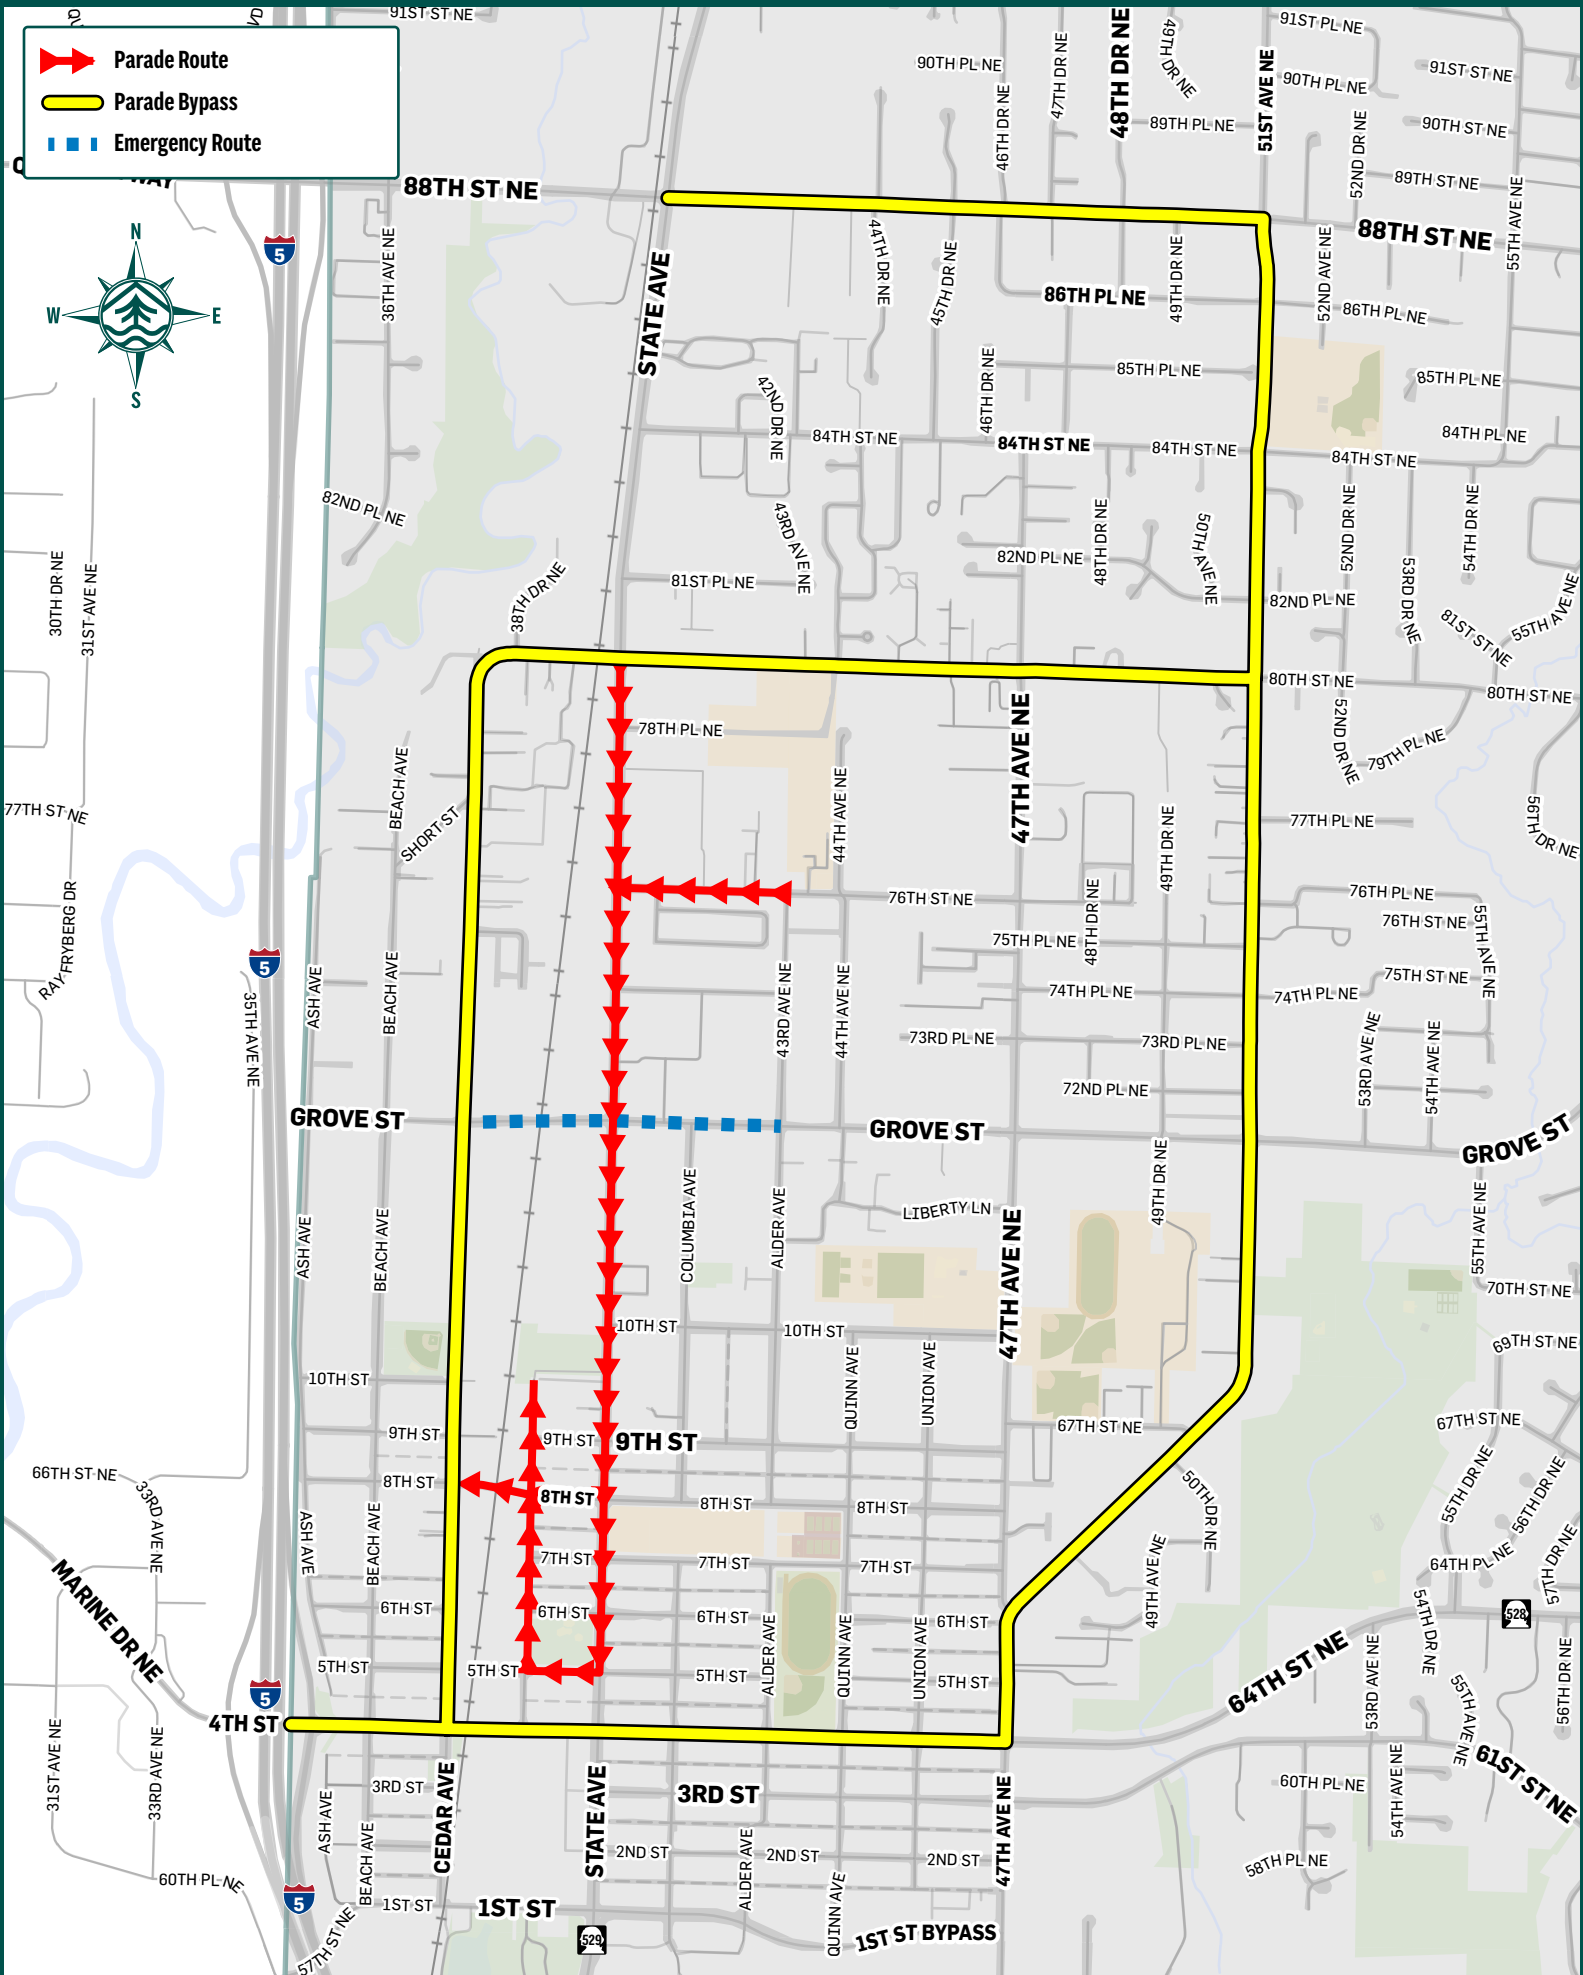 Parade Route
Parade Bypass
Emergency Route
N
W
E
S
91ST ST NE
91ST PL NE
90TH PL NE
46TH DR NE
47TH DR NE
48TH DR NE
49TH DR NE
51ST AVE NE
90TH PL NE
91ST ST NE
89TH PL NE
52ND DR NE
90TH ST NE
89TH ST NE
55TH AVE NE
88TH ST NE
88TH ST NE
5
36TH AVE NE
STATE AVE
44TH DR NE
45TH DR NE
86TH PL NE
49TH DR NE
52ND AVE NE
86TH PL NE
46TH DR NE
85TH PL NE
85TH PL NE
42ND DR NE
84TH ST NE
84TH ST NE
84TH ST NE
84TH PL NE
84TH ST NE
82ND PL NE
43RD AVE NE
48TH DR NE
50TH AVE NE
52ND DR NE
53RD DR NE
54TH DR NE
30TH DR NE
31ST AVE NE
38TH DR NE
81ST PL NE
82ND PL NE
82ND PL NE
81ST ST NE
55TH AVE NE
80TH ST NE
80TH ST NE
78TH PL NE
47TH AVE NE
52ND DR NE
79TH PL NE
BEACH AVE
SHORT ST
44TH AVE NE
49TH DR NE
77TH PL NE
56TH DR NE
77TH ST NE
76TH ST NE
76TH PL NE
76TH ST NE
RAY FRYBERG DR
5
75TH PL NE
48TH DR NE
55TH AVE NE
75TH ST NE
35TH AVE NE
ASH AVE
BEACH AVE
43RD AVE NE
44TH AVE NE
74TH PL NE
74TH PL NE
73RD PL NE
73RD PL NE
53RD AVE NE
54TH AVE NE
72ND PL NE
GROVE ST
GROVE ST
GROVE ST
ASH AVE
BEACH AVE
COLUMBIA AVE
ALDER AVE
LIBERTY LN
47TH AVE NE
49TH DR NE
55TH AVE NE
70TH ST NE
10TH ST
10TH ST
10TH ST
QUINN AVE
UNION AVE
69TH ST NE
9TH ST
9TH ST
9TH ST
67TH ST NE
67TH ST NE
66TH ST NE
33RD AVE NE
8TH ST
8TH ST
8TH ST
8TH ST
50TH DR NE
55TH DR NE
56TH DR NE
57TH DR NE
ASH AVE
BEACH AVE
7TH ST
7TH ST
7TH ST
49TH AVE NE
64TH PL NE
MARINE DR NE
6TH ST
6TH ST
6TH ST
6TH ST
ALDER AVE
QUINN AVE
UNION AVE
54TH DR NE
528
5TH ST
5TH ST
5TH ST
5TH ST
64TH ST NE
53RD AVE NE
55TH AVE NE
56TH DR NE
5
4TH ST
31ST AVE NE
33RD AVE NE
61ST ST NE
3RD ST
CEDAR AVE
STATE AVE
3RD ST
47TH AVE NE
60TH PL NE
54TH AVE NE
ASH AVE
BEACH AVE
2ND ST
ALDER AVE
2ND ST
2ND ST
58TH PL NE
60TH PL NE
5
1ST ST
1ST ST
QUINN AVE
1ST ST BYPASS
57TH ST NE
529